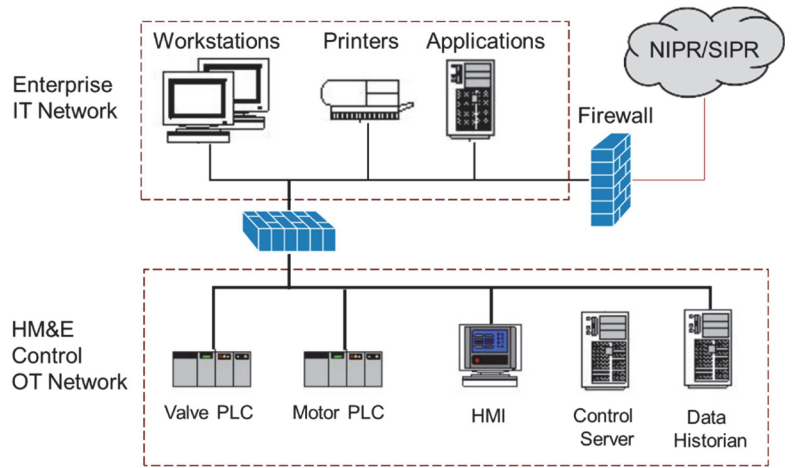 Workstations
Printers
Applications
NIPR/SIPR
Enterprise
IT Network
Firewall
HM&E
Control
OT Network
Valve PLC
Motor PLC
HMI
Control
Server
Data
Historian